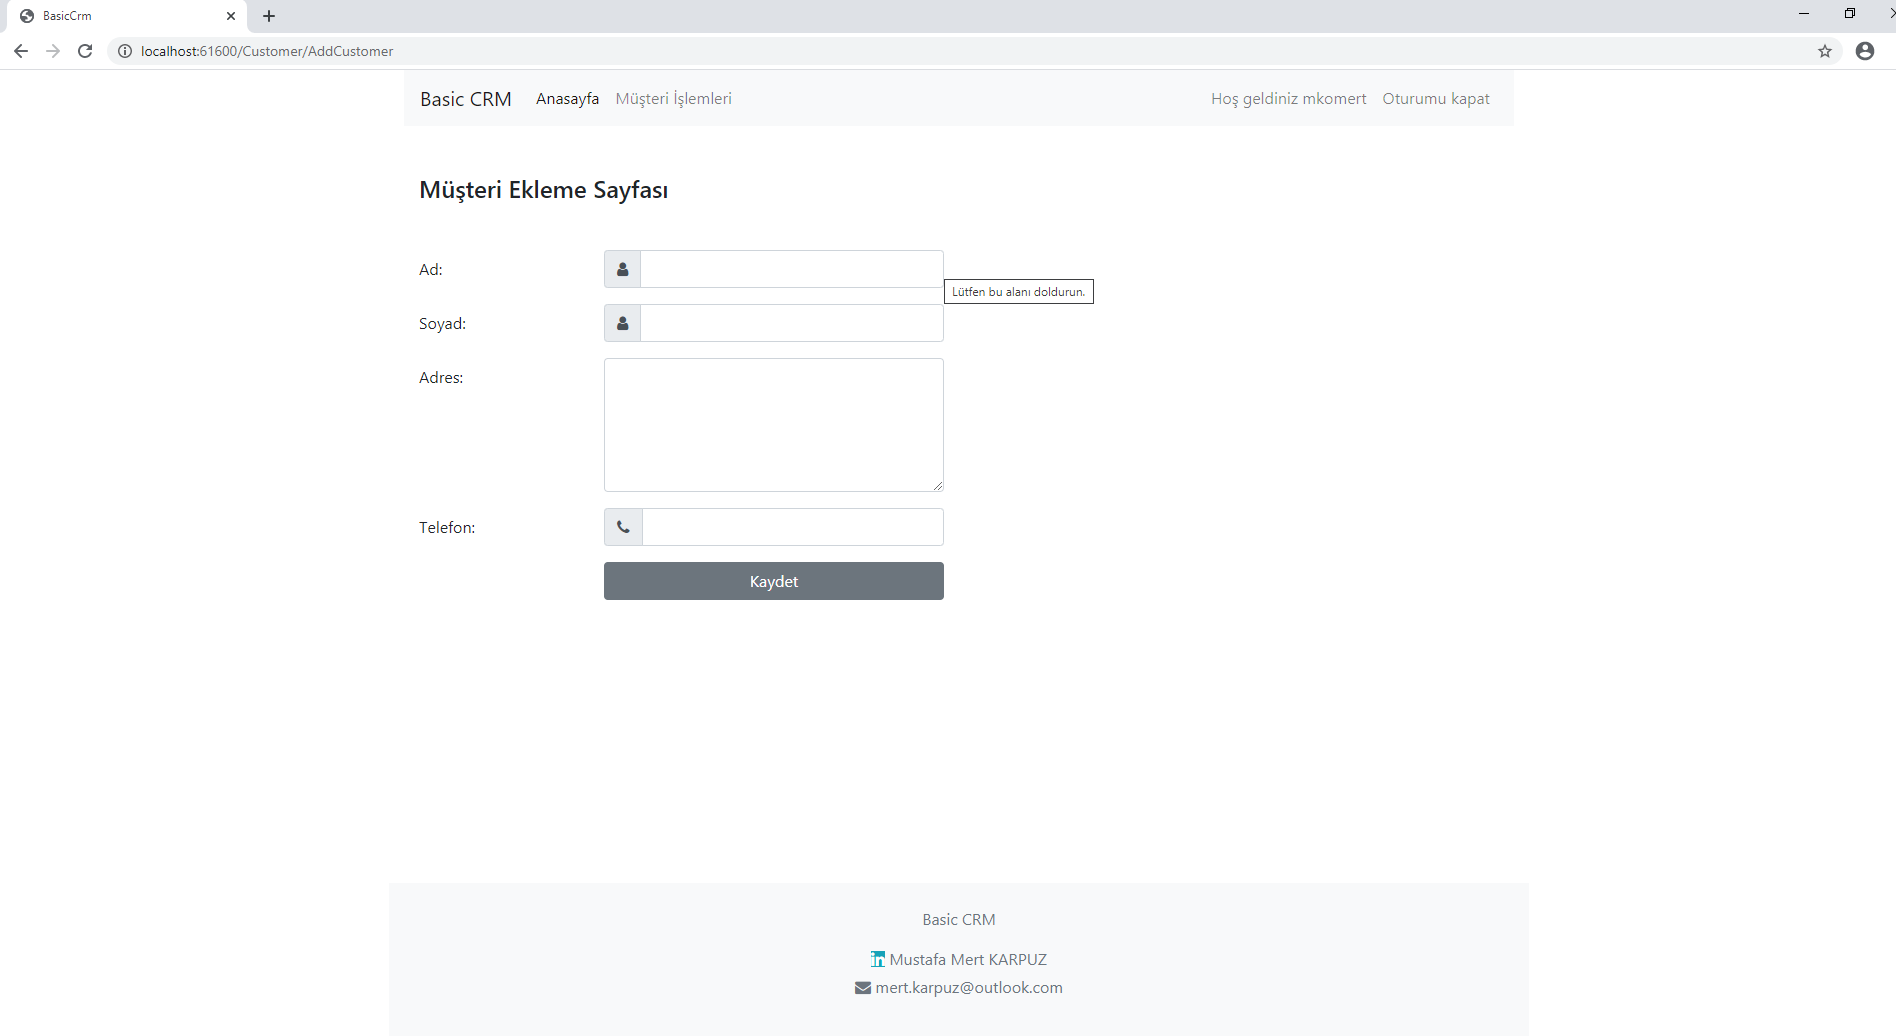 BasicCrm
localhost:61600/Customer/AddCustomer
Basic CRM Anasayfa Müşteri İşlemleri Hoş geldiniz mkomert Oturumu kapat
Müşteri Ekleme Sayfası
Ad:
Lütfen bu alanı doldurun.
Soyad:
Adres:
Telefon:
Kaydet
Basic CRM
in Mustafa Mert KARPUZ
mert.karpuz@outlook.com